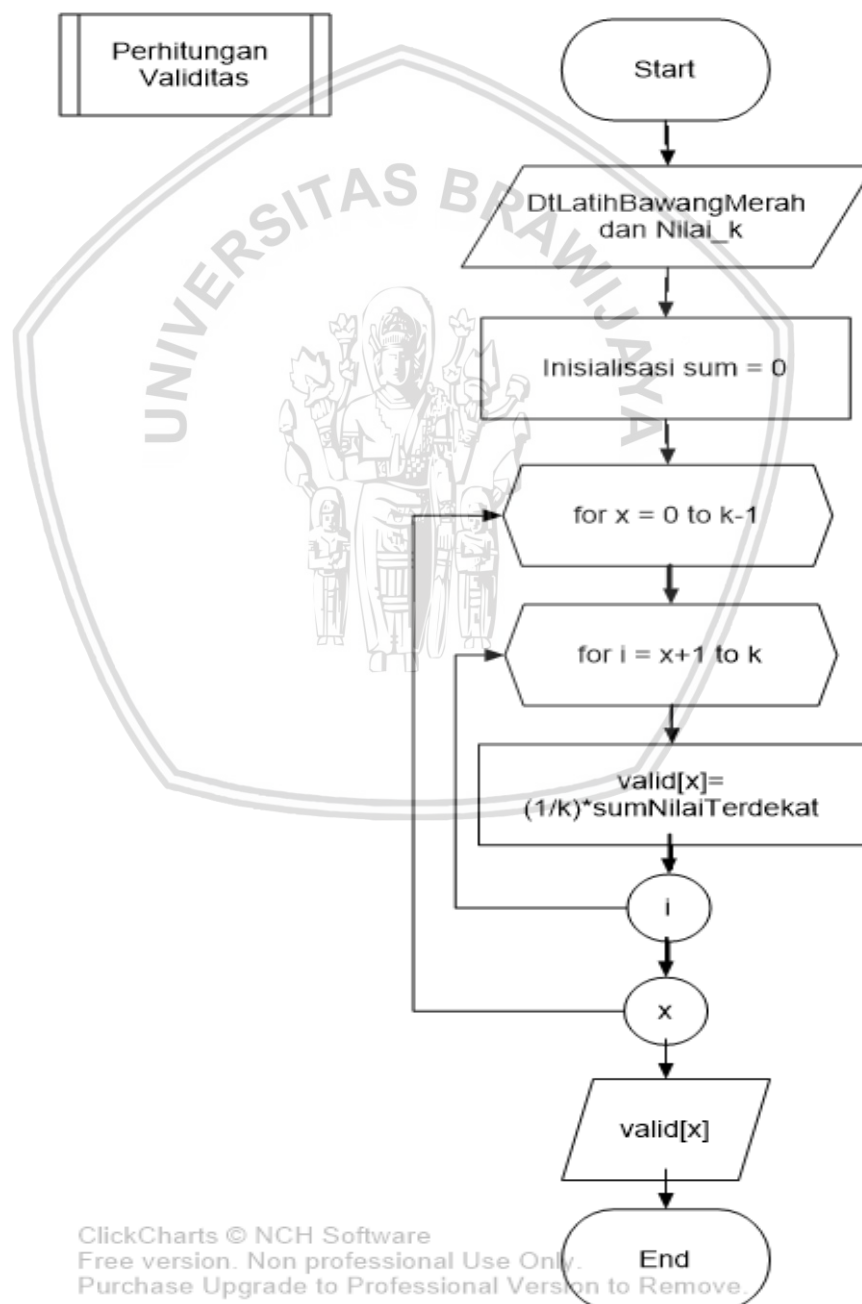 Perhitungan
Validitas
Start
UNIVERSITAS BRAWIJAYA
DtLatihBawangMerah
dan Nilai_k
Inisialisasi sum = 0
for x = 0 to k-1
for i = x+1 to k
valid[x]=
(1/k)*sumNilaiTerdekat
i
x
valid[x]
End
ClickCharts © NCH Software
Free version. Non professional Use Only.
Purchase Upgrade to Professional Version to Remove.